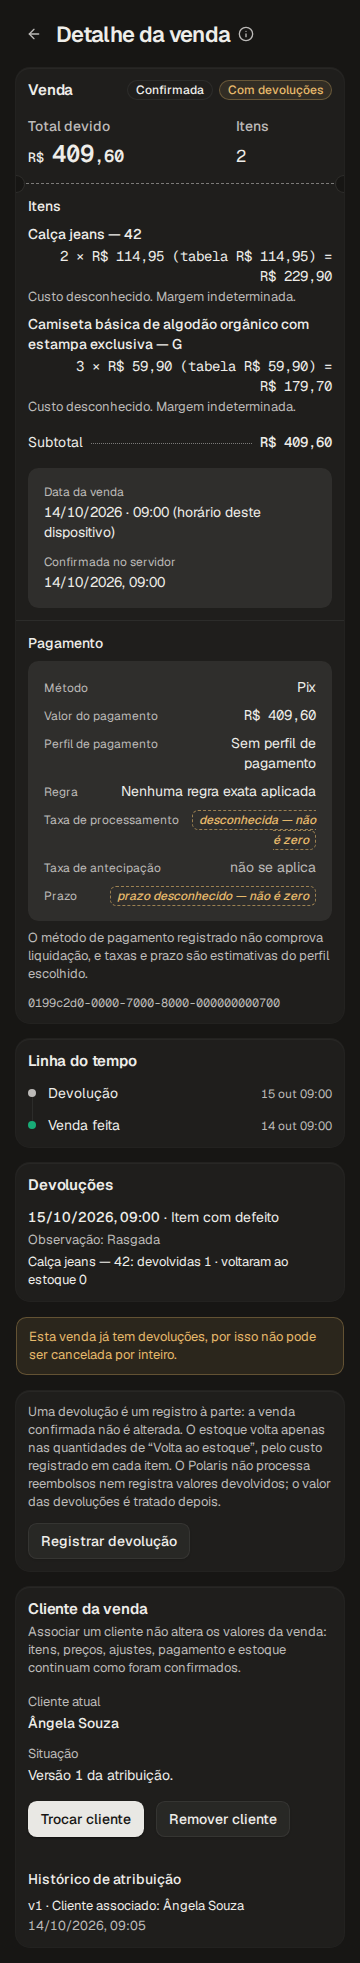 Detalhe da venda
Venda
Confirmada
Com devoluções
Total devido
Itens
R$ 409,60
2
Itens
Calça jeans — 42
2 × R$ 114,95 (tabela R$ 114,95) =
R$ 229,90
Custo desconhecido. Margem indeterminada.
Camiseta básica de algodão orgânico com
estampa exclusiva — G
3 × R$ 59,90 (tabela R$ 59,90) =
R$ 179,70
Custo desconhecido. Margem indeterminada.
Subtotal R$ 409,60
Data da venda
14/10/2026 · 09:00 (horário deste
dispositivo)
Confirmada no servidor
14/10/2026, 09:00
Pagamento
Método Pix
Valor do pagamento R$ 409,60
Perfil de pagamento Sem perfil de
pagamento
Regra Nenhuma regra exata aplicada
Taxa de processamento desconhecida — não
é zero
Taxa de antecipação não se aplica
Prazo prazo desconhecido — não é zero
O método de pagamento registrado não comprova
liquidação, e taxas e prazo são estimativas do perfil
escolhido.
0199c2d0-0000-7000-8000-000000000700
Linha do tempo
Devolução 15 out 09:00
Venda feita 14 out 09:00
Devoluções
15/10/2026, 09:00 · Item com defeito
Observação: Rasgada
Calça jeans — 42: devolvidas 1 · voltaram ao
estoque 0
Esta venda já tem devoluções, por isso não pode
ser cancelada por inteiro.
Uma devolução é um registro à parte: a venda
confirmada não é alterada. O estoque volta apenas
nas quantidades de “Volta ao estoque”, pelo custo
registrado em cada item. O Polaris não processa
reembolsos nem registra valores devolvidos; o valor
das devoluções é tratado depois.
Registrar devolução
Cliente da venda
Associar um cliente não altera os valores da venda:
itens, preços, ajustes, pagamento e estoque
continuam como foram confirmados.
Cliente atual
Ângela Souza
Situação
Versão 1 da atribuição.
Trocar cliente
Remover cliente
Histórico de atribuição
v1 · Cliente associado: Ângela Souza
14/10/2026, 09:05